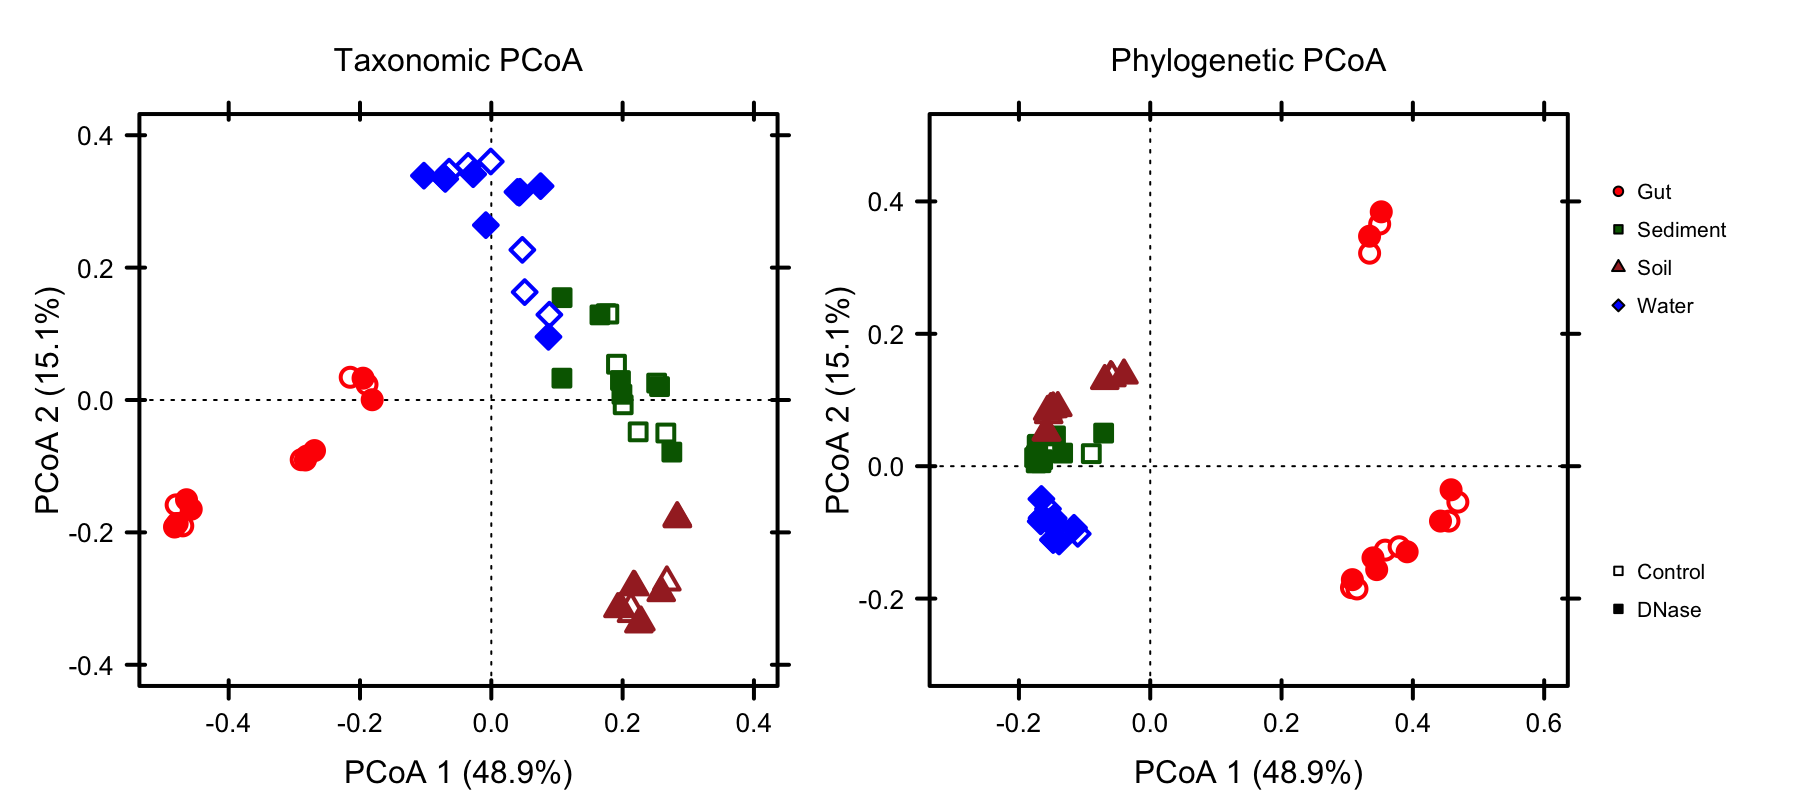 Taxonomic PCoA
0.4
0.2
0.0
-0.2
-0.4
PCoA 2 (15.1%)
-0.4
-0.2
0.0
0.2
0.4
PCoA 1 (48.9%)
Phylogenetic PCoA
0.4
0.2
0.0
-0.2
PCoA 2 (15.1%)
-0.2
0.0
0.2
0.4
0.6
PCoA 1 (48.9%)
Gut
Sediment
Soil
Water
Control
DNase